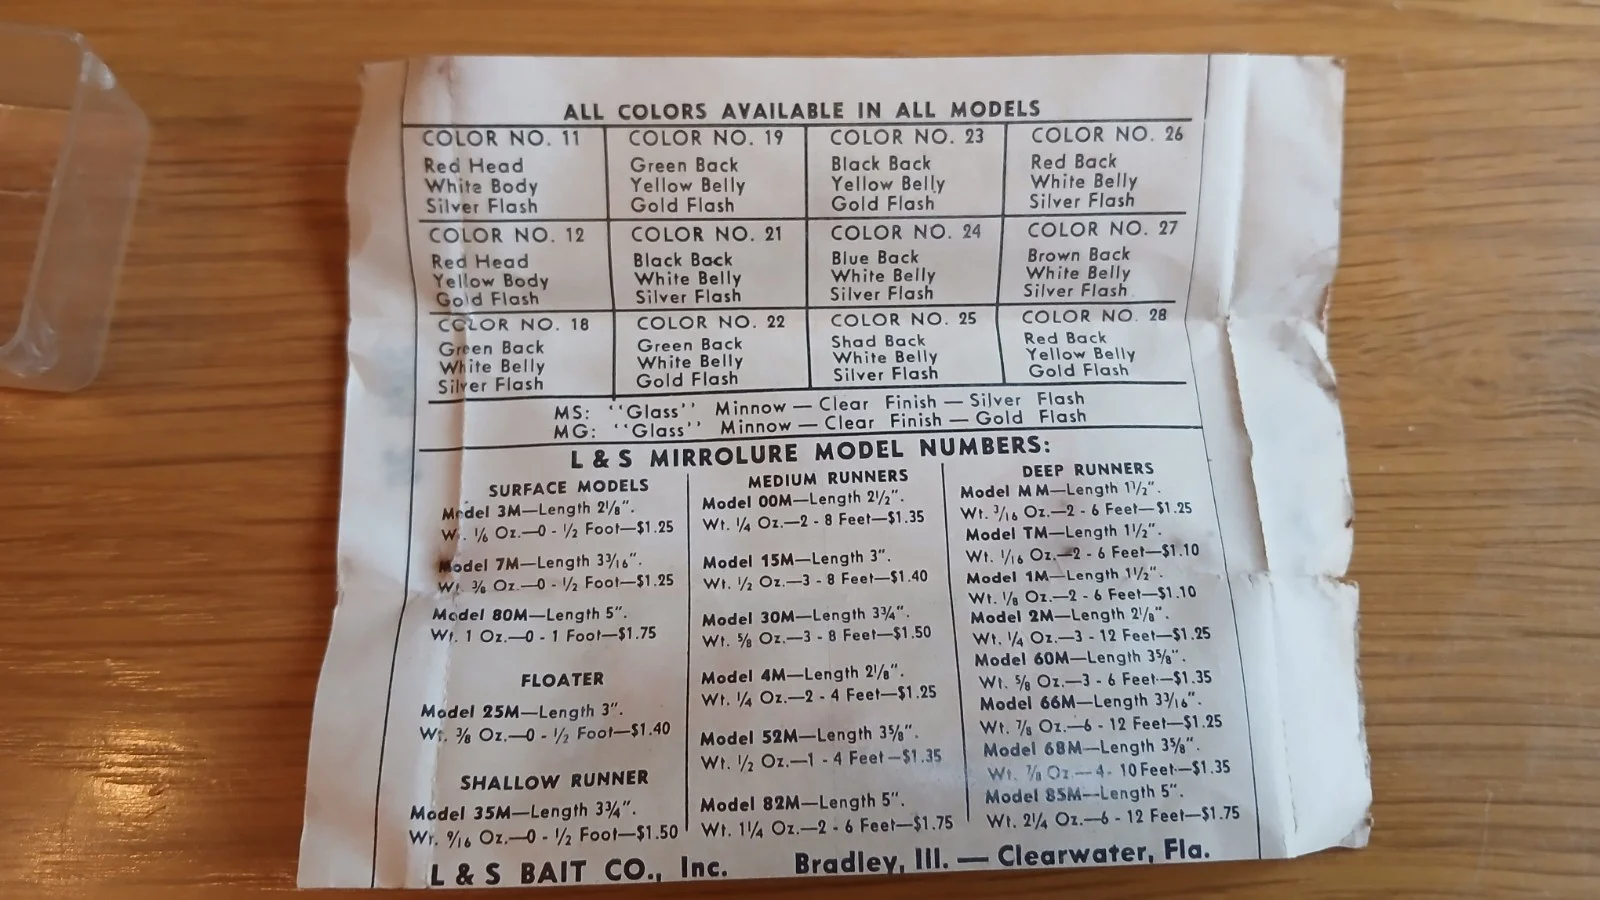 ALL COLORS AVAILABLE IN ALL MODELS
COLOR NO. 11
Red Head
White Body
Silver Flash
COLOR NO. 19
Green Back
Yellow Belly
Gold Flash
COLOR NO. 23
Black Back
Yellow Belly
Gold Flash
COLOR NO. 26
Red Back
White Belly
Silver Flash
COLOR NO. 12
Red Head
Yellow Body
Gold Flash
COLOR NO. 21
Black Back
White Belly
Silver Flash
COLOR NO. 24
Blue Back
White Belly
Silver Flash
COLOR NO. 27
Brown Back
White Belly
Silver Flash
COLOR NO. 18
Green Back
White Belly
Silver Flash
COLOR NO. 22
Green Back
White Belly
Gold Flash
COLOR NO. 25
Shad Back
White Belly
Silver Flash
COLOR NO. 28
Red Back
Yellow Belly
Gold Flash
MS: "Glass" Minnow — Clear Finish — Silver Flash
MG: "Glass" Minnow — Clear Finish — Gold Flash
L & S MIRROLURE MODEL NUMBERS:
SURFACE MODELS
Model 3M—Length 2⅛".
Wt. ⅙ Oz.—0 - ½ Foot—$1.25
Model 7M—Length 3 3/16".
Wt. ⅜ Oz.—0 - ½ Foot—$1.25
Model 80M—Length 5".
Wt. 1 Oz.—0 - 1 Foot—$1.75
FLOATER
Model 25M—Length 3".
Wt. ⅜ Oz.—0 - ½ Foot—$1.40
SHALLOW RUNNER
Model 35M—Length 3¾".
Wt. 9/16 Oz.—0 - ½ Foot—$1.50
MEDIUM RUNNERS
Model 00M—Length 2½".
Wt. ¼ Oz.—2 - 8 Feet—$1.35
Model 15M—Length 3".
Wt. ½ Oz.—3 - 8 Feet—$1.40
Model 30M—Length 3¾".
Wt. ⅝ Oz.—3 - 8 Feet—$1.50
Model 4M—Length 2⅛".
Wt. ¼ Oz.—2 - 4 Feet—$1.25
Model 52M—Length 3⅝".
Wt. ½ Oz.—1 - 4 Feet—$1.35
Model 82M—Length 5".
Wt. 1¼ Oz.—2 - 6 Feet—$1.75
DEEP RUNNERS
Model MM—Length 1½".
Wt. 3/16 Oz.—2 - 6 Feet—$1.25
Model TM—Length 1½".
Wt. 1/16 Oz.—2 - 6 Feet—$1.10
Model 1M—Length 1½".
Wt. ⅛ Oz.—2 - 6 Feet—$1.10
Model 2M—Length 2⅛".
Wt. ¼ Oz.—3 - 12 Feet—$1.25
Model 60M—Length 3⅝".
Wt. ⅝ Oz.—3 - 6 Feet—$1.35
Model 66M—Length 3 3/16".
Wt. ⅞ Oz.—6 - 12 Feet—$1.25
Model 68M—Length 3⅝".
Wt. ⅞ Oz.—4 - 10 Feet—$1.35
Model 85M—Length 5".
Wt. 2¼ Oz.—6 - 12 Feet—$1.75
L & S BAIT CO., Inc. Bradley, Ill. — Clearwater, Fla.